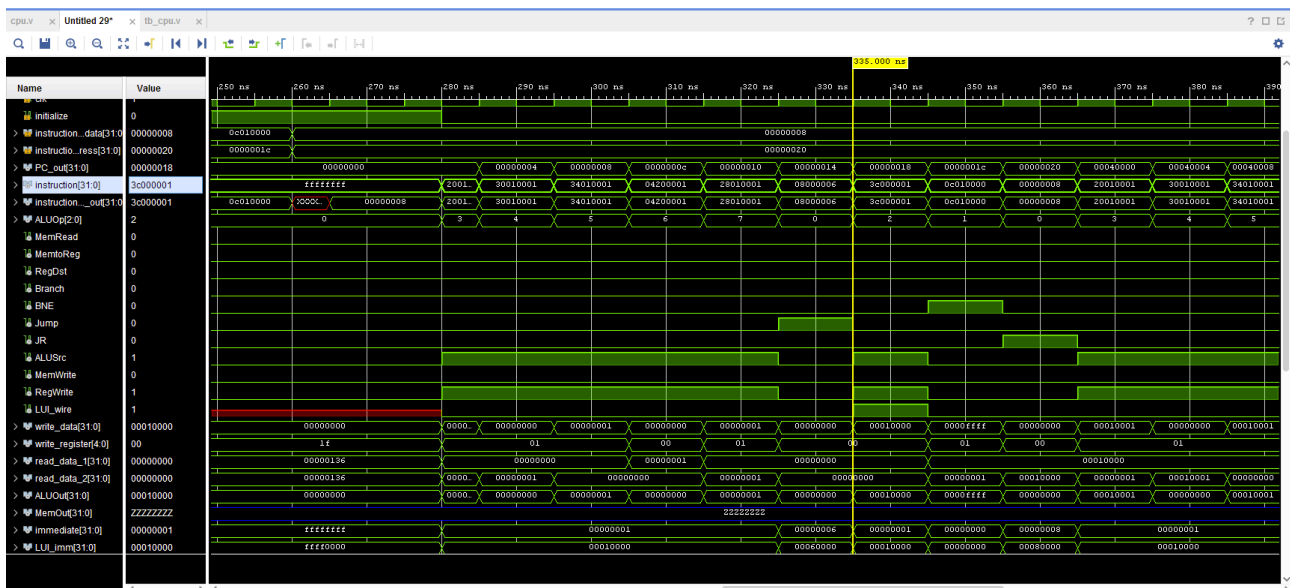 cpu.v × Untitled 29* × tb_cpu.v × ?
335.000 ns
Name Value 250 ns 260 ns 270 ns 280 ns 290 ns 300 ns 310 ns 320 ns 330 ns 340 ns 350 ns 360 ns 370 ns 380 ns 390
initialize 0
instruction...data[31:0 00000008 0c010000 00000008
instructio...ress[31:0] 00000020 0000001c 00000020
PC_out[31:0] 00000018 00000000 00000004 00000008 0000000c 00000010 00000014 00000018 0000001c 00000020 00040000 00040004 00040008
instruction[31:0] 3c000001 ffffffff 2001... 30010001 34010001 04200001 28010001 08000006 3c000001 0c010000 00000008 20010001 30010001 34010001
instruction..._out[31:0 3c000001 0c010000 XXXX... 00000008 2001... 30010001 34010001 04200001 28010001 08000006 3c000001 0c010000 00000008 20010001 30010001 34010001
ALUOp[2:0] 2 0 3 4 5 6 7 0 2 1 0 3 4 5
MemRead 0
MemtoReg 0
RegDst 0
Branch 0
BNE 0
Jump 0
JR 0
ALUSrc 1
MemWrite 0
RegWrite 1
LUI_wire 1
write_data[31:0] 00010000 00000000 0000... 00000000 00000001 00000000 00000001 00000000 00010000 0000ffff 00000000 00010001 00000000 00010001
write_register[4:0] 00 1f 01 00 01 00 01 00 01
read_data_1[31:0] 00000000 00000136 00000000 00000001 00000000 00010000
read_data_2[31:0] 00000000 00000136 0000... 00000001 00000000 00000001 00000000 00000001 00010000 00000001 00010001 00000000
ALUOut[31:0] 00010000 00000000 0000... 00000000 00000001 00000000 00000001 00000000 00010000 0000ffff 00000000 00010001 00000000 00010001
MemOut[31:0] ZZZZZZZZ ZZZZZZZZ
immediate[31:0] 00000001 ffffffff 00000001 00000006 00000001 00000000 00000008 00000001
LUI_imm[31:0] 00010000 ffff0000 00010000 00060000 00010000 00000000 00080000 00010000